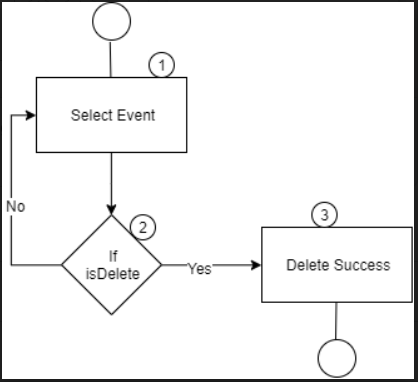 1
Select Event
No
2
If
isDelete
Yes
3
Delete Success